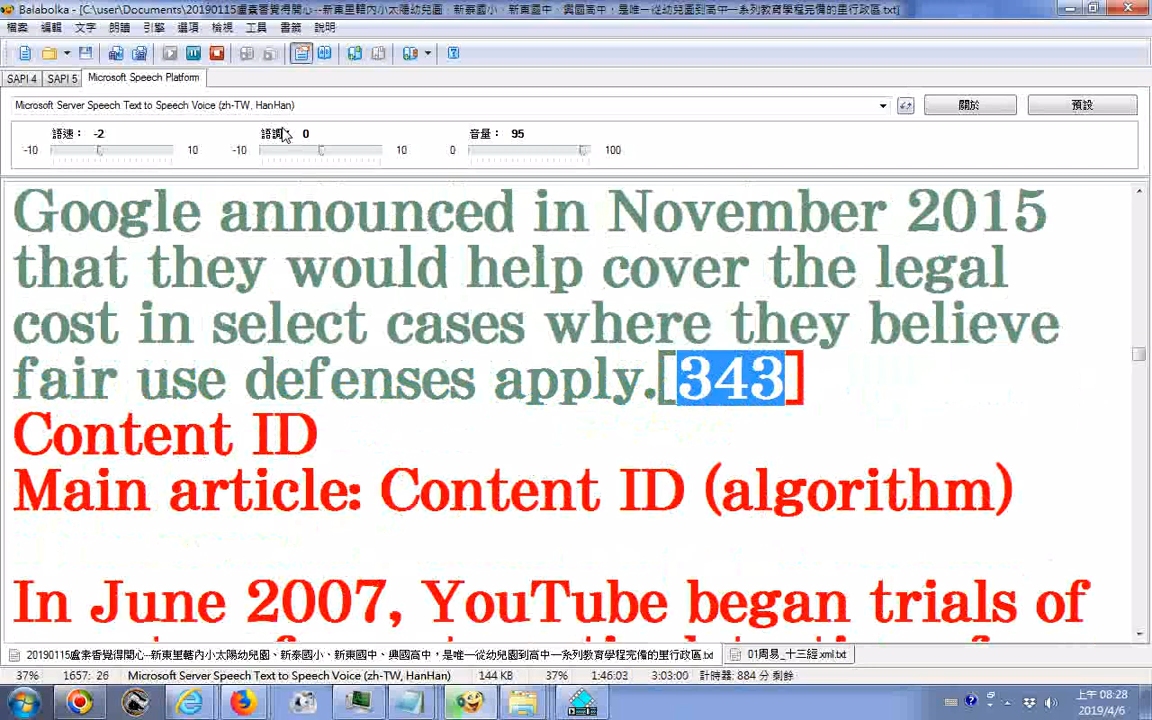 Balabolka - [C:\user\Documents\20190115盧素香覺得開心--新東里轄內小太陽幼兒園、新泰國小、新東國中、興國高中，是唯一從幼兒園到高中一系列教育學程完備的里行政區.txt]
檔案 編輯 文字 朗讀 引擎 選項 檢視 工具 書籤 說明
SAPI 4 SAPI 5 Microsoft Speech Platform
Microsoft Server Speech Text to Speech Voice (zh-TW, HanHan) 關於 預設
語速： -2 語調： 0 音量： 95
-10 10 -10 10 0 100
Google announced in November 2015
that they would help cover the legal
cost in select cases where they believe
fair use defenses apply.[343]
Content ID
Main article: Content ID (algorithm)
In June 2007, YouTube began trials of
20190115盧素香覺得開心--新東里轄內小太陽幼兒園、新泰國小、新東國中、興國高中，是唯一從幼兒園到高中一系列教育學程完備的里行政區.txt 01周易_十三經.xml.txt
37% 1657: 26 Microsoft Server Speech Text to Speech Voice (zh-TW, HanHan) 144 KB 37% 1:46:03 3:03:00 計時器: 884 分 剩餘
上午 08:28
2019/4/6